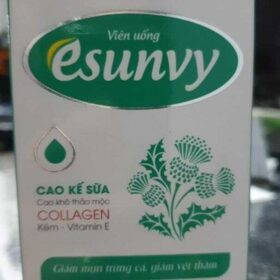 Viên uống
esunvy
CAO KẾ SỮA
Cao khô thảo mộc
COLLAGEN
Kẽm - Vitamin E
Giảm mụn trứng cá, giảm vết thâm